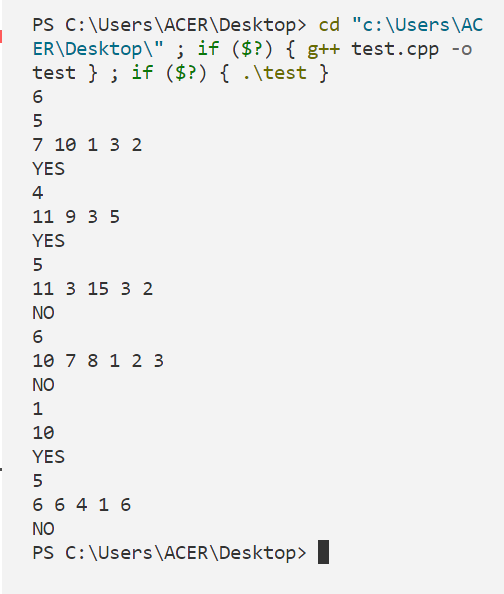 PS C:\Users\ACER\Desktop> cd "c:\Users\AC
ER\Desktop\" ; if ($?) { g++ test.cpp -o 
test } ; if ($?) { .\test }
6
5
7 10 1 3 2
YES
4
11 9 3 5
YES
5
11 3 15 3 2
NO
6
10 7 8 1 2 3
NO
1
10
YES
5
6 6 4 1 6
NO
PS C:\Users\ACER\Desktop>